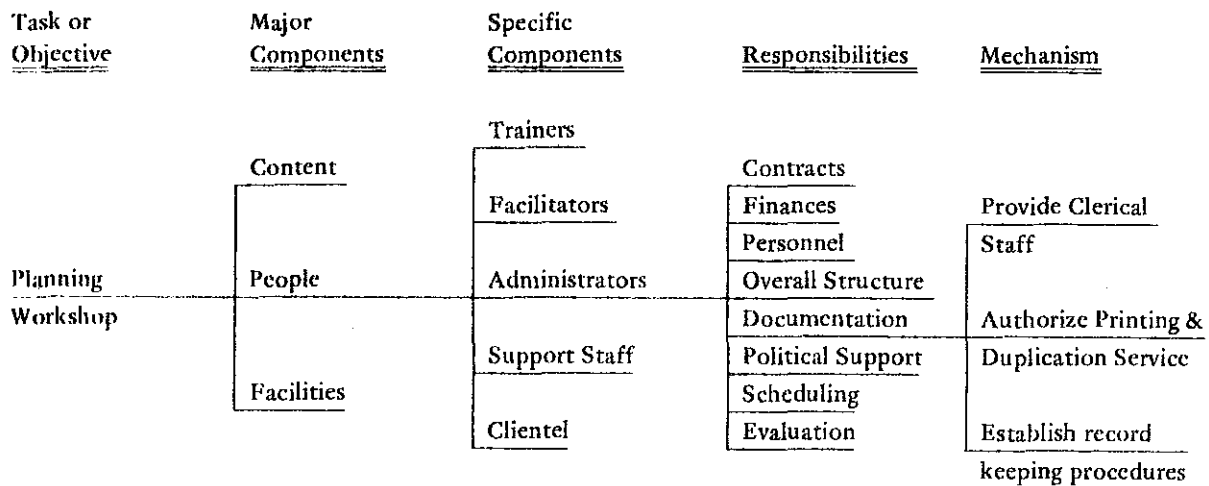 Task or
Objective
Major
Components
Specific
Components
Responsibilities
Mechanism
Planning
Workshop
Content
People
Facilities
Trainers
Facilitators
Administrators
Support Staff
Clientel
Contracts
Finances
Personnel
Overall Structure
Documentation
Political Support
Scheduling
Evaluation
Provide Clerical
Staff
Authorize Printing &
Duplication Service
Establish record
keeping procedures